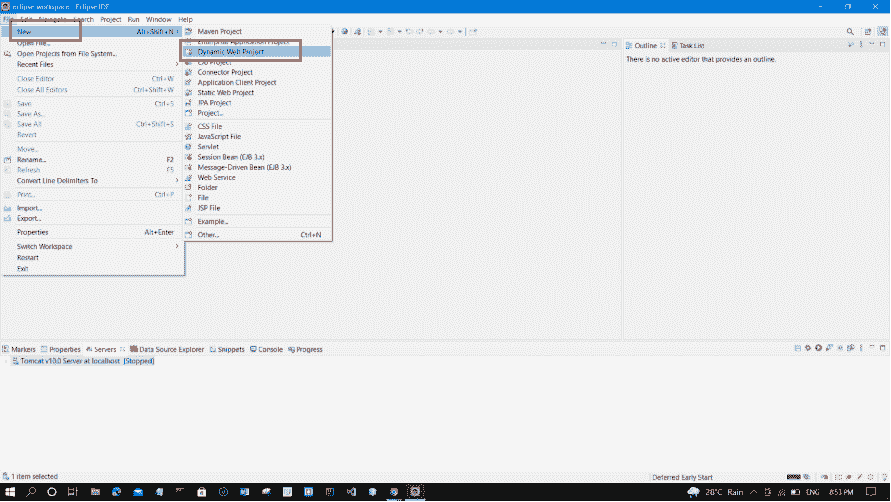 eclipse-workspace - Eclipse IDE
File Edit Navigate Search Project Run Window Help
New Alt+Shift+N
Open File...
Open Projects from File System...
Recent Files
Close Editor Ctrl+W
Close All Editors Ctrl+Shift+W
Save Ctrl+S
Save As...
Save All Ctrl+Shift+S
Revert
Move...
Rename... F2
Refresh F5
Convert Line Delimiters To
Print... Ctrl+P
Import...
Export...
Properties Alt+Enter
Switch Workspace
Restart
Exit
Maven Project
Enterprise Application Project
Dynamic Web Project
EJB Project
Connector Project
Application Client Project
Static Web Project
JPA Project
Project...
CSS File
JavaScript File
Servlet
Session Bean (EJB 3.x)
Message-Driven Bean (EJB 3.x)
Web Service
Folder
File
JSP File
Example...
Other... Ctrl+N
Outline Task List
There is no active editor that provides an outline.
Markers Properties Servers Data Source Explorer Snippets Console Progress
Tomcat v10.0 Server at localhost [Stopped]
1 item selected
Deferred Early Start
28°C Rain ENG 8:53 PM